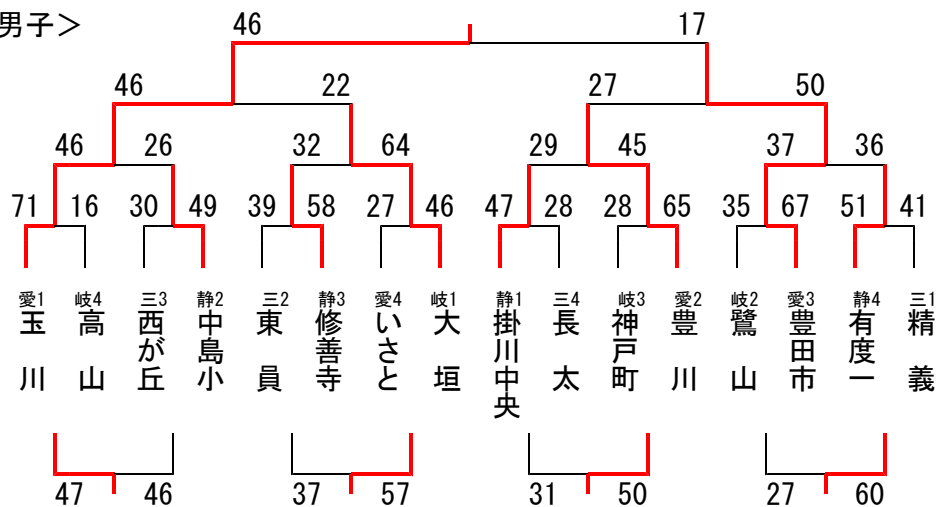 男子＞
46 17
46 22 27 50
46 26 32 64 29 45 37 36
71 16 30 49 39 58 27 46 47 28 28 65 35 67 51 41
愛1 岐4 三3 静2 三2 静3 愛4 岐1 静1 三4 岐3 愛2 岐2 愛3 静4 三1
玉川 高山 西が丘 中島小 東員 修善寺 いさと 大垣 掛川中央 長太 神戸町 豊川 鷺山 豊田市 有度一 精義
47 46 37 57 31 50 27 60